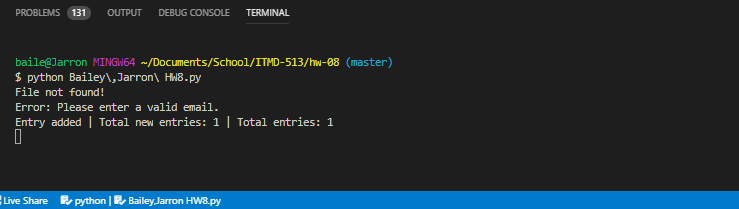 PROBLEMS 131 OUTPUT DEBUG CONSOLE TERMINAL
baile@Jarron MINGW64 ~/Documents/School/ITMD-513/hw-08 (master)
$ python Bailey\,Jarron\ HW8.py
File not found!
Error: Please enter a valid email.
Entry added | Total new entries: 1 | Total entries: 1
Live Share python | Bailey,Jarron HW8.py